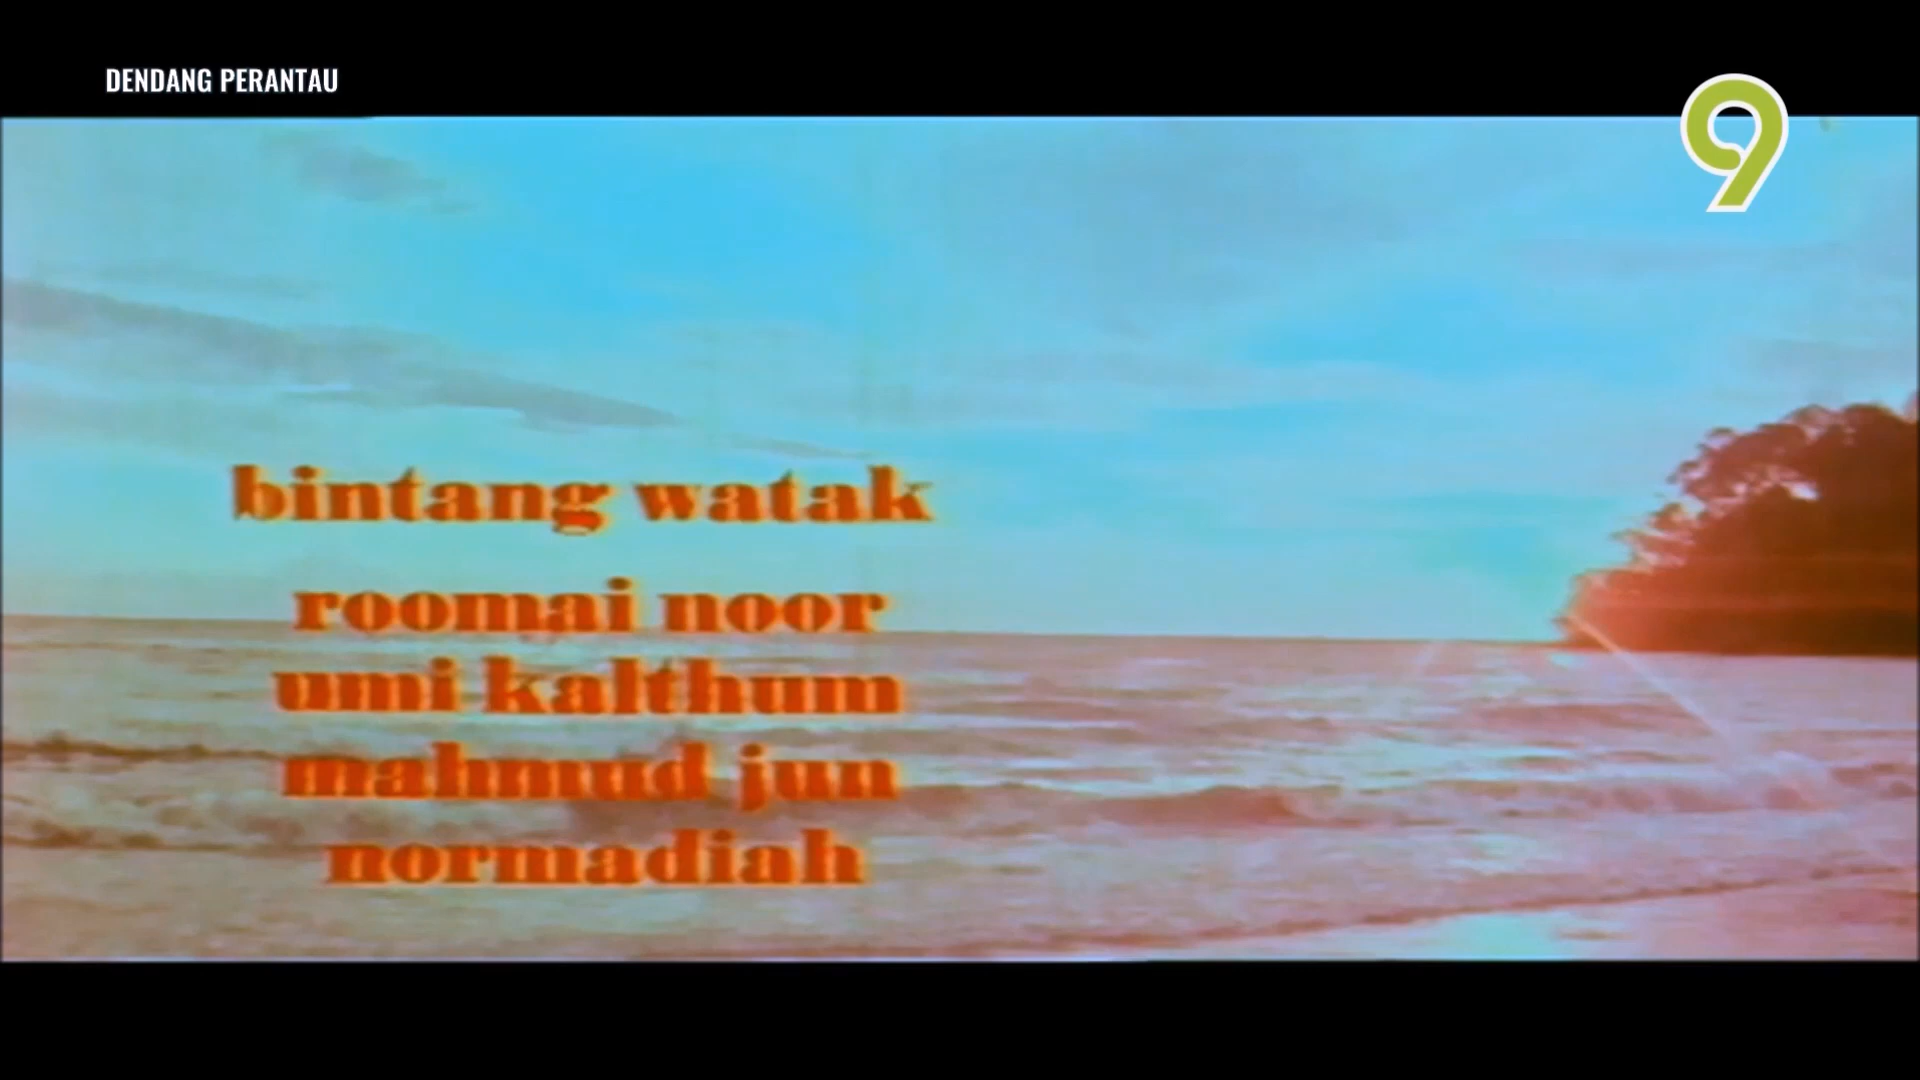 DENDANG PERANTAU
9
bintang watak
roomai noor
umi kalthum
mahmud jun
normadiah